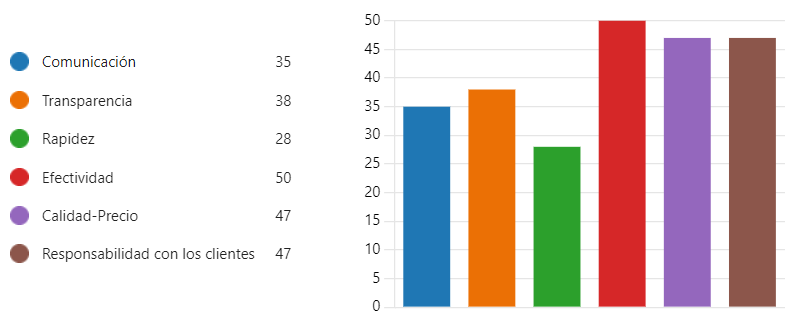 Comunicación 35
Transparencia 38
Rapidez 28
Efectividad 50
Calidad-Precio 47
Responsabilidad con los clientes 47
50
45
40
35
30
25
20
15
10
5
0